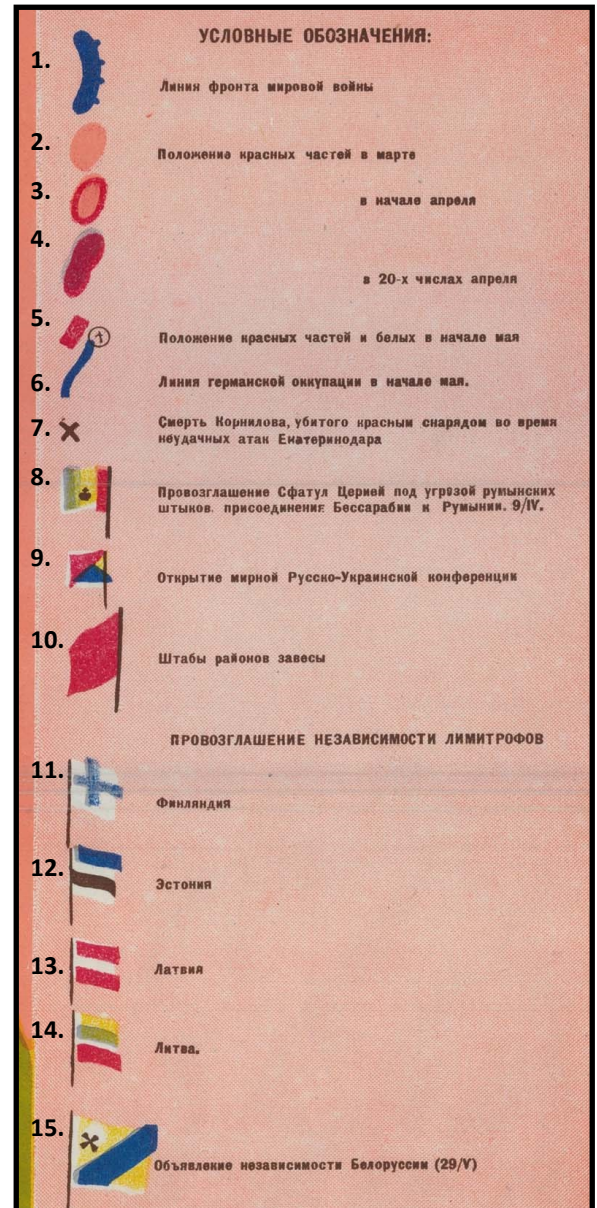 УСЛОВНЫЕ ОБОЗНАЧЕНИЯ:
1.
Линия фронта мировой войны
2.
Положение красных частей в марте
3.
в начале апреля
4.
в 20-х числах апреля
5.
Положение красных частей и белых в начале мая
6.
Линия германской оккупации в начале мая.
7.
Смерть Корнилова, убитого красным снарядом во время
неудачных атак Екатеринодара
8.
Провозглашение Сфатул Церией под угрозой румынских
штыков присоединения Бессарабии к Румынии. 9/IV.
9.
Открытие мирной Русско-Украинской конференции
10.
Штабы районов завесы
ПРОВОЗГЛАШЕНИЕ НЕЗАВИСИМОСТИ ЛИМИТРОФОВ
11.
Финляндия
12.
Эстония
13.
Латвия
14.
Литва.
15.
Объявление независимости Белоруссии (29/V)